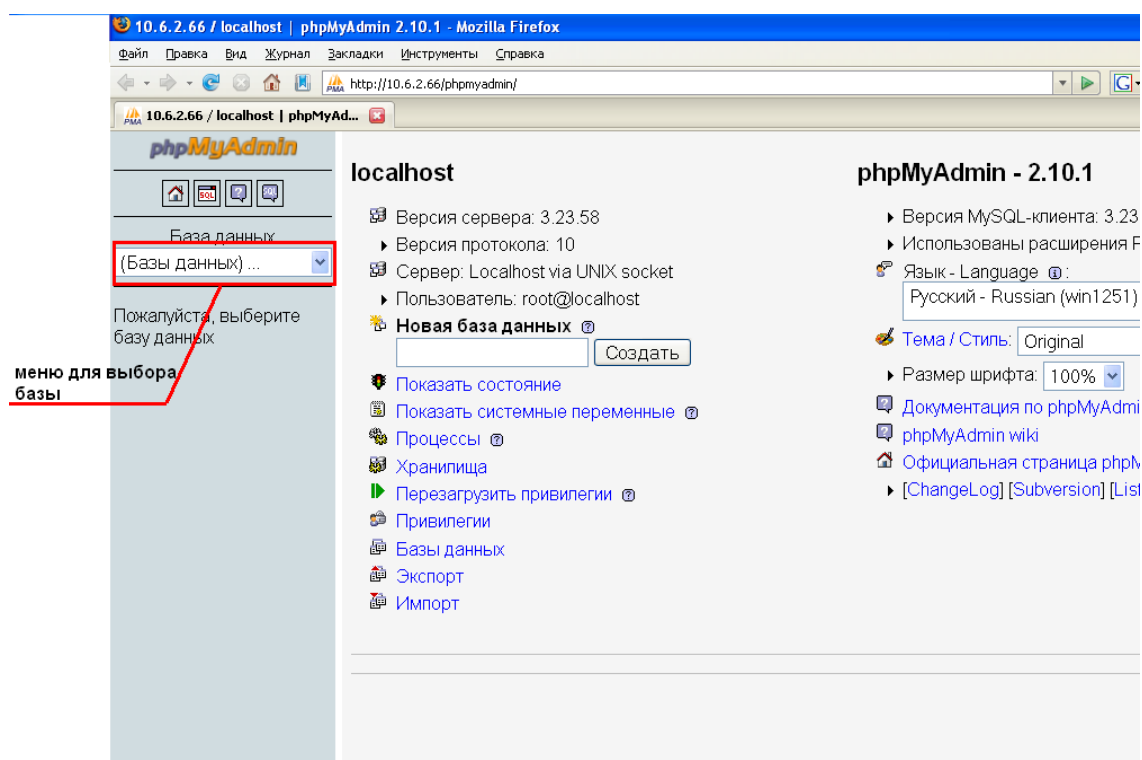 10.6.2.66 / localhost | phpMyAdmin 2.10.1 - Mozilla Firefox
Файл Правка Вид Журнал Закладки Инструменты Справка
PMA http://10.6.2.66/phpmyadmin/ G
PMA 10.6.2.66 / localhost | phpMyAd...
phpMyAdmin
SQL SQL
База данных
(Базы данных) ...
Пожалуйста, выберите
базу данных
меню для выбора
базы
localhost
Версия сервера: 3.23.58
Версия протокола: 10
Сервер: Localhost via UNIX socket
Пользователь: root@localhost
Новая база данных
Создать
Показать состояние
Показать системные переменные
Процессы
Хранилища
Перезагрузить привилегии
Привилегии
Базы данных
Экспорт
Импорт
phpMyAdmin - 2.10.1
Версия MySQL-клиента: 3.23
Использованы расширения P
Язык - Language :
Русский - Russian (win1251)
Тема / Стиль: Original
Размер шрифта: 100%
Документация по phpMyAdmi
phpMyAdmin wiki
Официальная страница phpM
[ChangeLog] [Subversion] [List